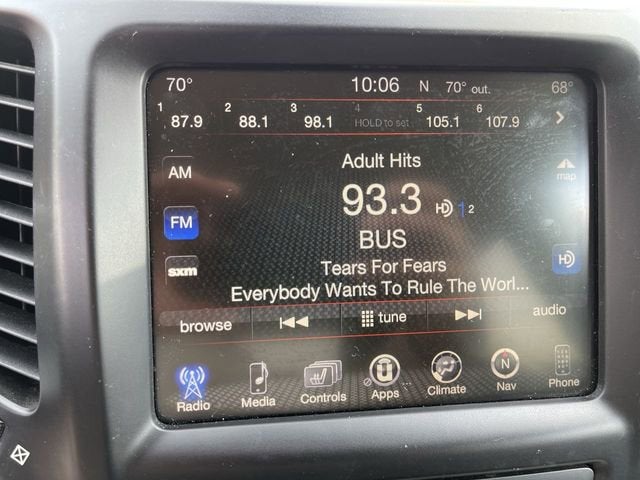 70° 10:06 N 70° out. 68°
1 2 3 4 5 6
87.9 88.1 98.1 HOLD to set 105.1 107.9 >
Adult Hits
AM
map
93.3 HD 1 2
FM
BUS
HD
Tears For Fears
sxm
Everybody Wants To Rule The Worl...
browse tune audio
Radio Media Controls Apps ... Climate N Nav Phone